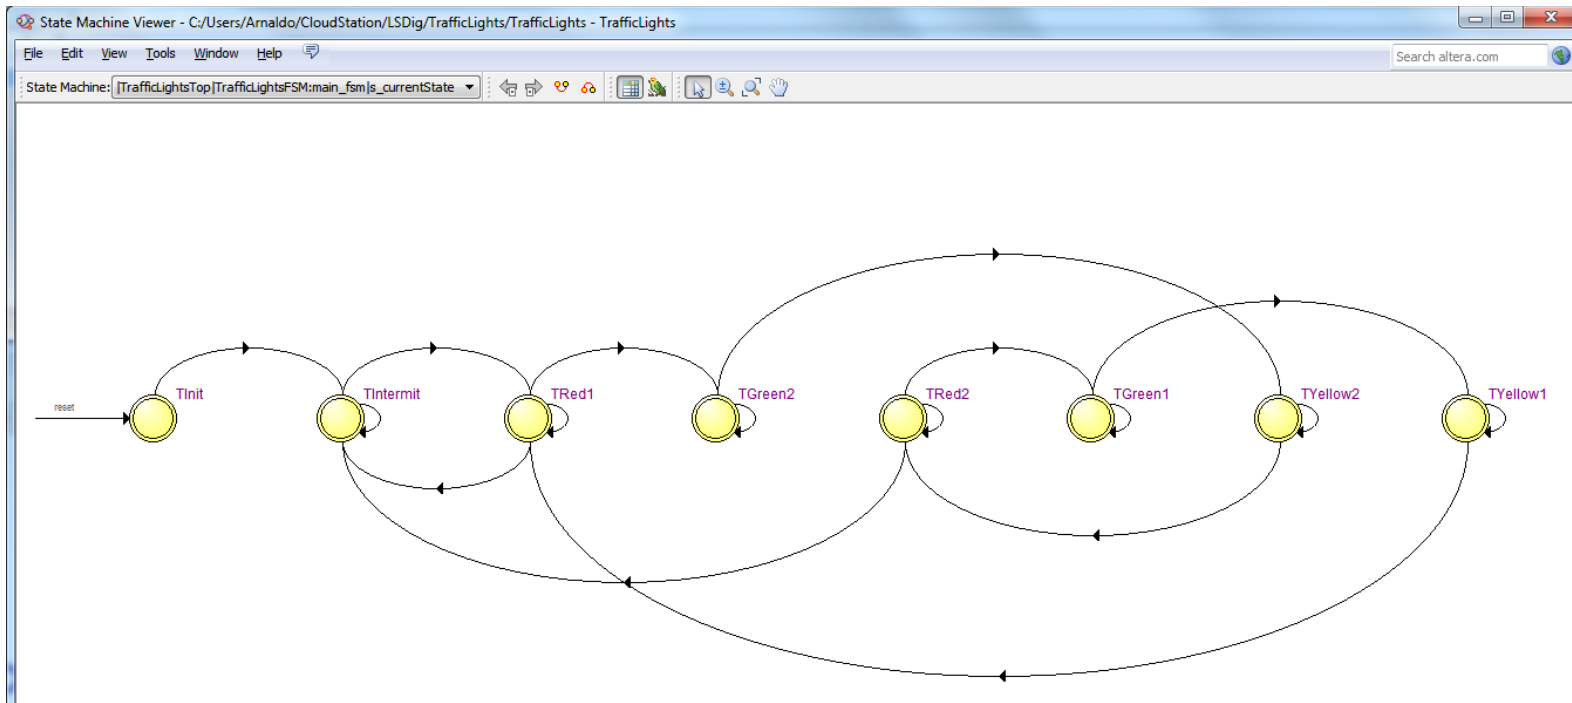 State Machine Viewer - C:/Users/Arnaldo/CloudStation/LSDig/TrafficLights/TrafficLights - TrafficLights
File Edit View Tools Window Help
Search altera.com
State Machine: |TrafficLightsTop|TrafficLightsFSM:main_fsm|s_currentState
reset
TInit
TIntermit
TRed1
TGreen2
TRed2
TGreen1
TYellow2
TYellow1